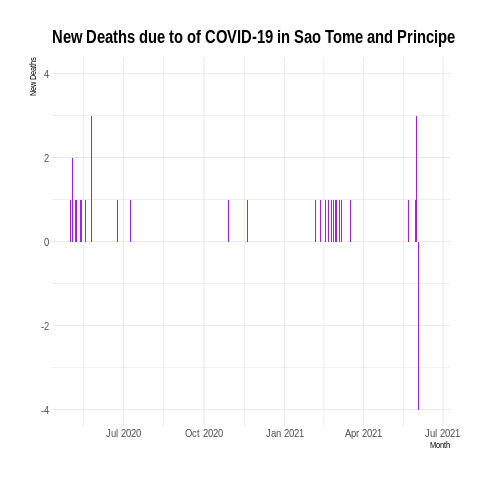 New Deaths due to of COVID-19 in Sao Tome and Principe
New Deaths
4
2
0
-2
-4
Jul 2020 Oct 2020 Jan 2021 Apr 2021 Jul 2021
Month